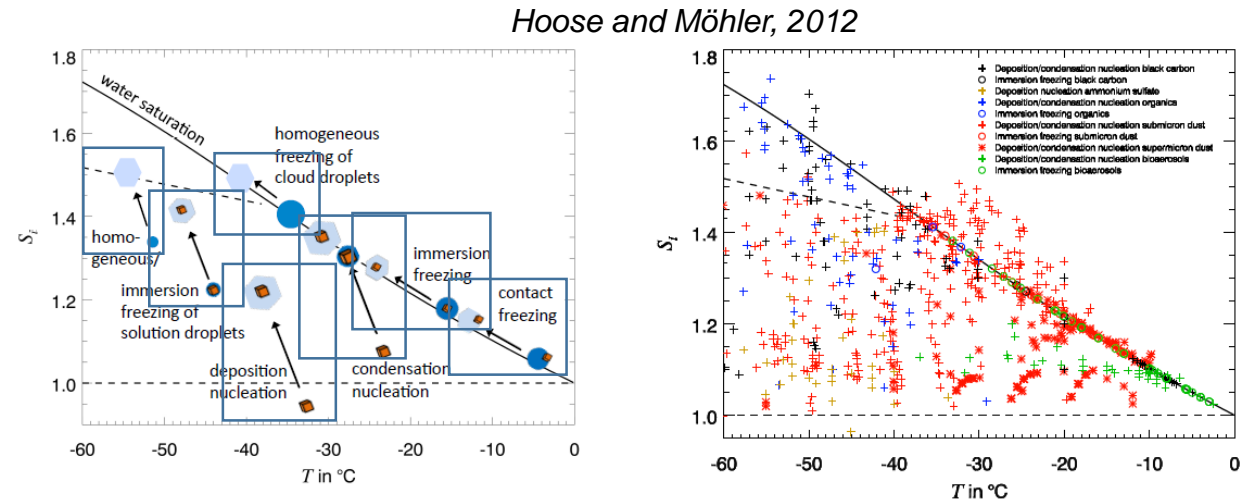 Hoose and Möhler, 2012
1.8
1.6
1.4
1.2
1.0
S_i
-60
-50
-40
-30
-20
-10
0
T in °C
water saturation
homogeneous
freezing of
cloud droplets
homo-
geneous/
immersion
freezing of
solution droplets
immersion
freezing
contact
freezing
deposition
nucleation
condensation
nucleation
1.8
1.6
1.4
1.2
1.0
S_i
-60
-50
-40
-30
-20
-10
0
T in °C
Deposition/condensation nucleation black carbon
Immersion freezing black carbon
Deposition nucleation ammonium sulfate
Deposition/condensation nucleation organics
Immersion freezing organics
Deposition/condensation nucleation submicron dust
Immersion freezing submicron dust
Deposition/condensation nucleation supermicron dust
Deposition/condensation nucleation bioaerosols
Immersion freezing bioaerosols